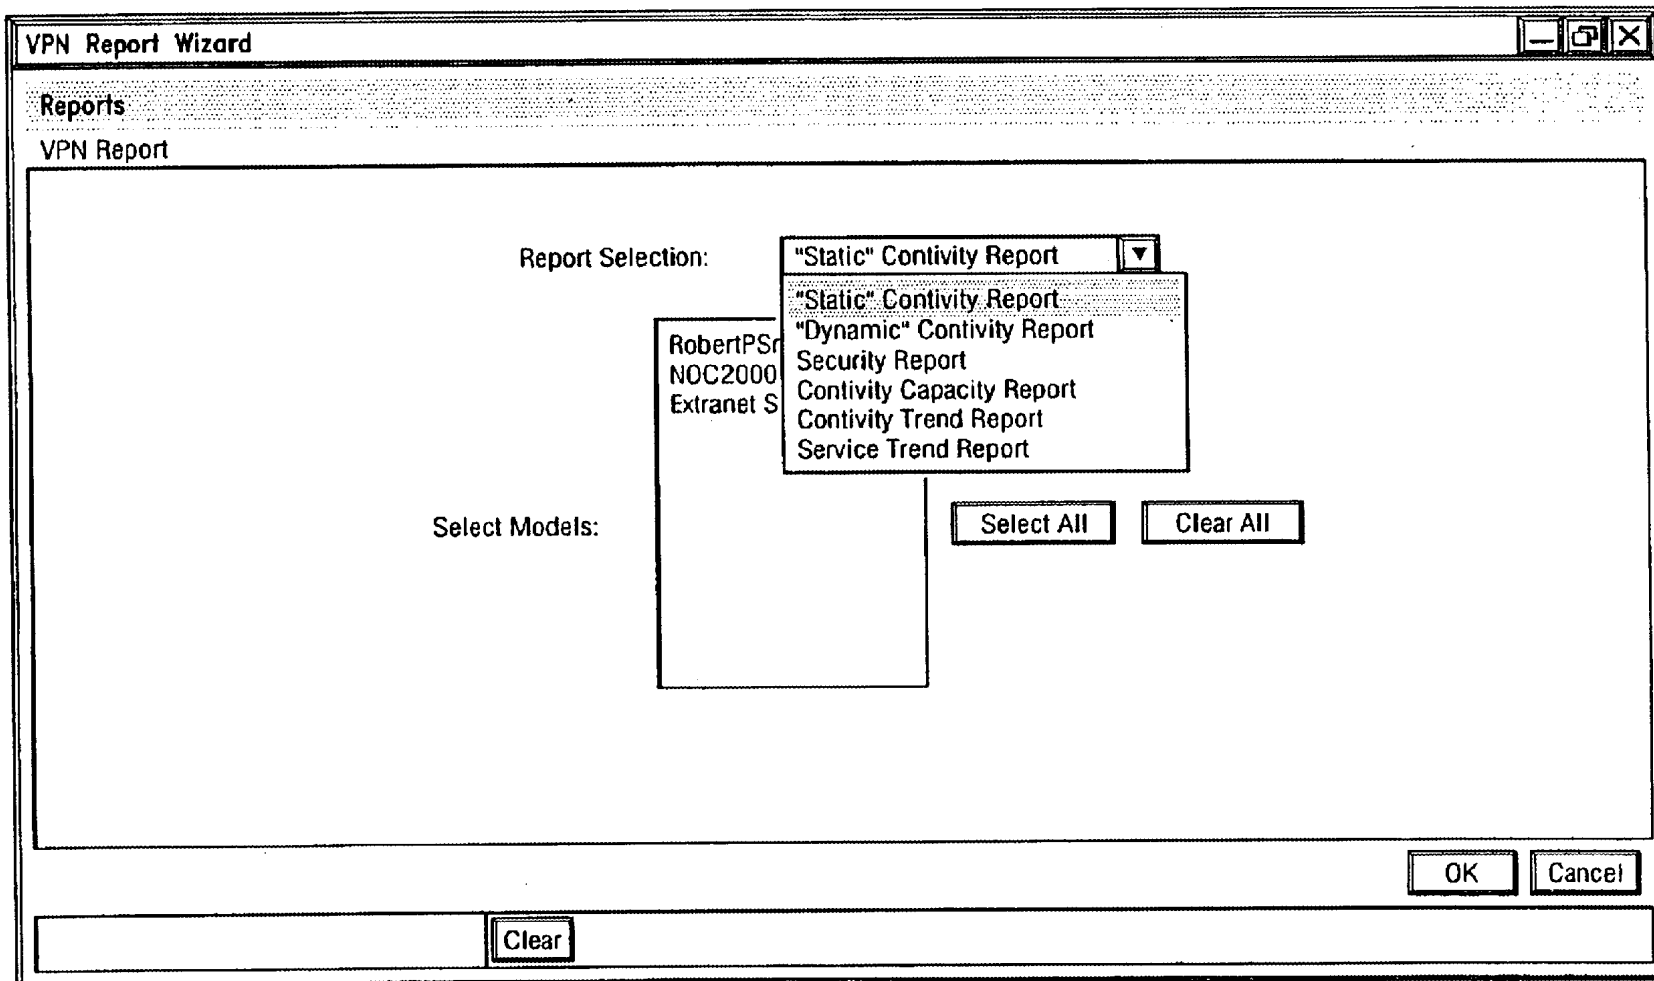 VPN Report Wizard
Reports
VPN Report
Report Selection: "Static" Contivity Report
"Static" Contivity Report
"Dynamic" Contivity Report
Security Report
Contivity Capacity Report
Contivity Trend Report
Service Trend Report
NOC2000
Extranet S
Select Models: Select All Clear All
OK Cancel
Clear